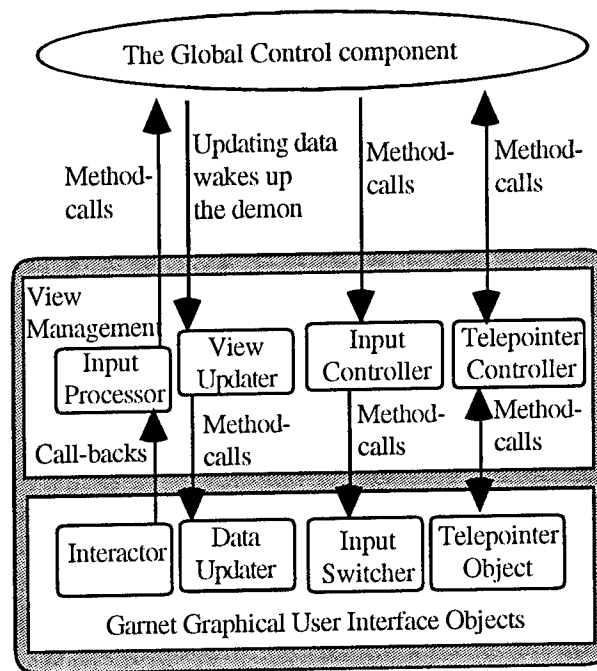 The Global Control component
Method-
calls
Updating data
wakes up
the demon
Method-
calls
Method-
calls
View
Management
Input
Processor
View
Updater
Input
Controller
Telepointer
Controller
Call-backs
Method-
calls
Method-
calls
Method-
calls
Interactor
Data
Updater
Input
Switcher
Telepointer
Object
Garnet Graphical User Interface Objects